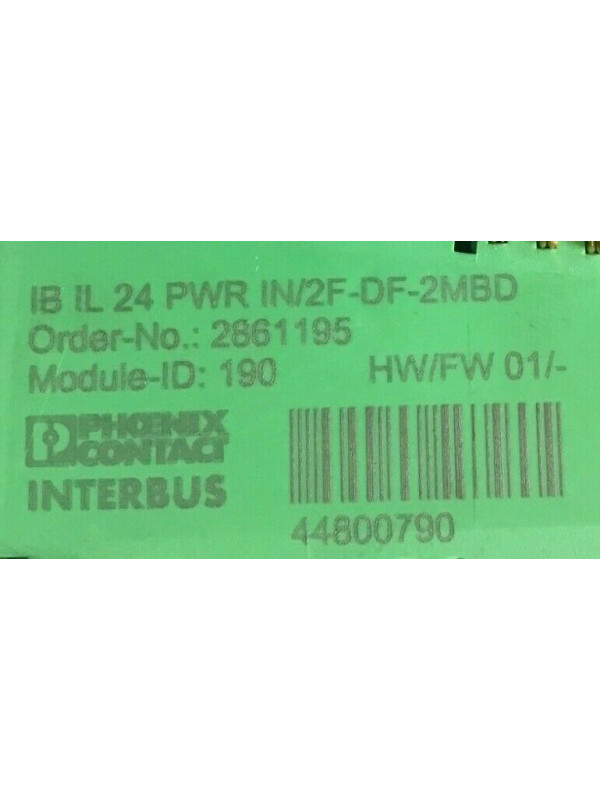 IB IL 24 PWR IN/2F-DF-2MBD
Order-No.: 2861195
Module-ID: 190 HW/FW 01/-
PHŒNIX
CONTACT
INTERBUS
44800790